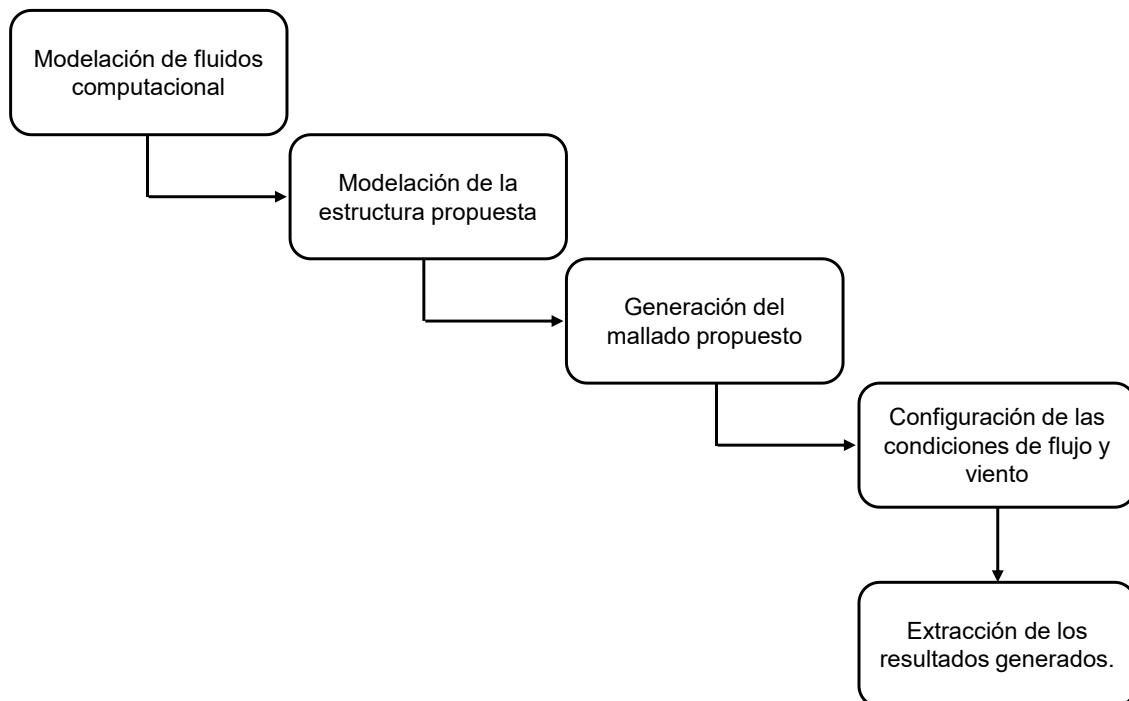 Modelación de fluidos
computacional
Modelación de la
estructura propuesta
Generación del
mallado propuesto
Configuración de las
condiciones de flujo y
viento
Extracción de los
resultados generados.